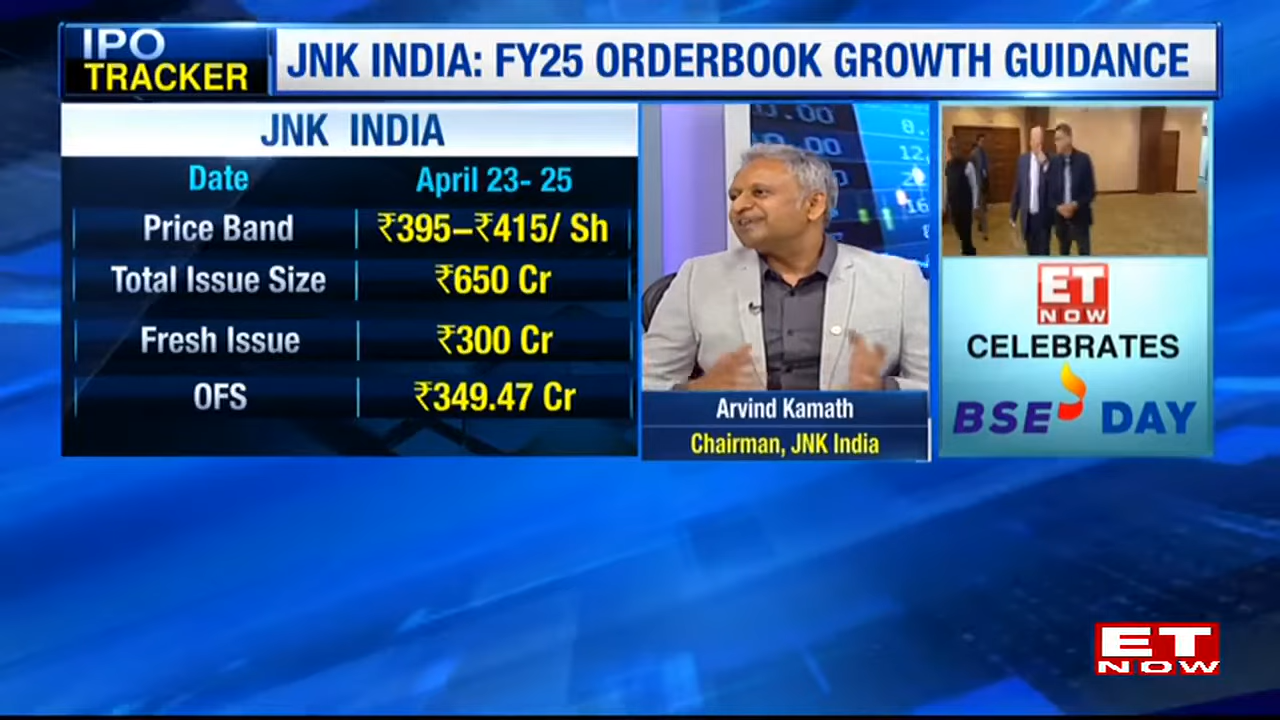 IPO
TRACKER
JNK INDIA: FY25 ORDERBOOK GROWTH GUIDANCE
JNK INDIA
Date April 23- 25
Price Band ₹395–₹415/ Sh
Total Issue Size ₹650 Cr
Fresh Issue ₹300 Cr
OFS ₹349.47 Cr
Arvind Kamath
Chairman, JNK India
ET
NOW
CELEBRATES
BSE DAY
ET
NOW